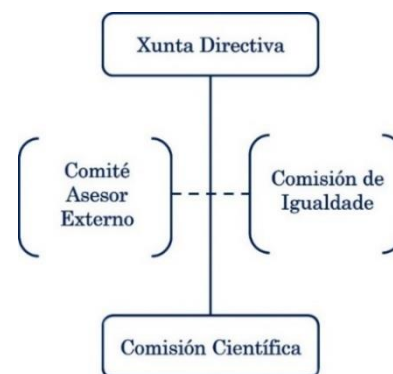 Xunta Directiva
Comité
Asesor
Externo
Comisión de
Igualdade
Comisión Científica